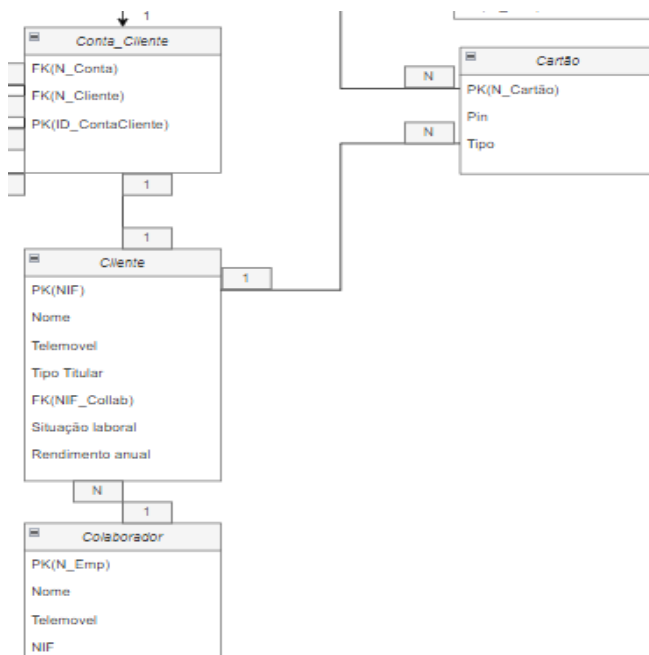 1
Conta_Cliente
FK(N_Conta)
FK(N_Cliente)
PK(ID_ContaCliente)
1
1
Cliente
PK(NIF)
Nome
Telemovel
Tipo Titular
FK(NIF_Collab)
Situação laboral
Rendimento anual
N
1
Colaborador
PK(N_Emp)
Nome
Telemovel
NIF
1
N
N
Cartão
PK(N_Cartão)
Pin
Tipo